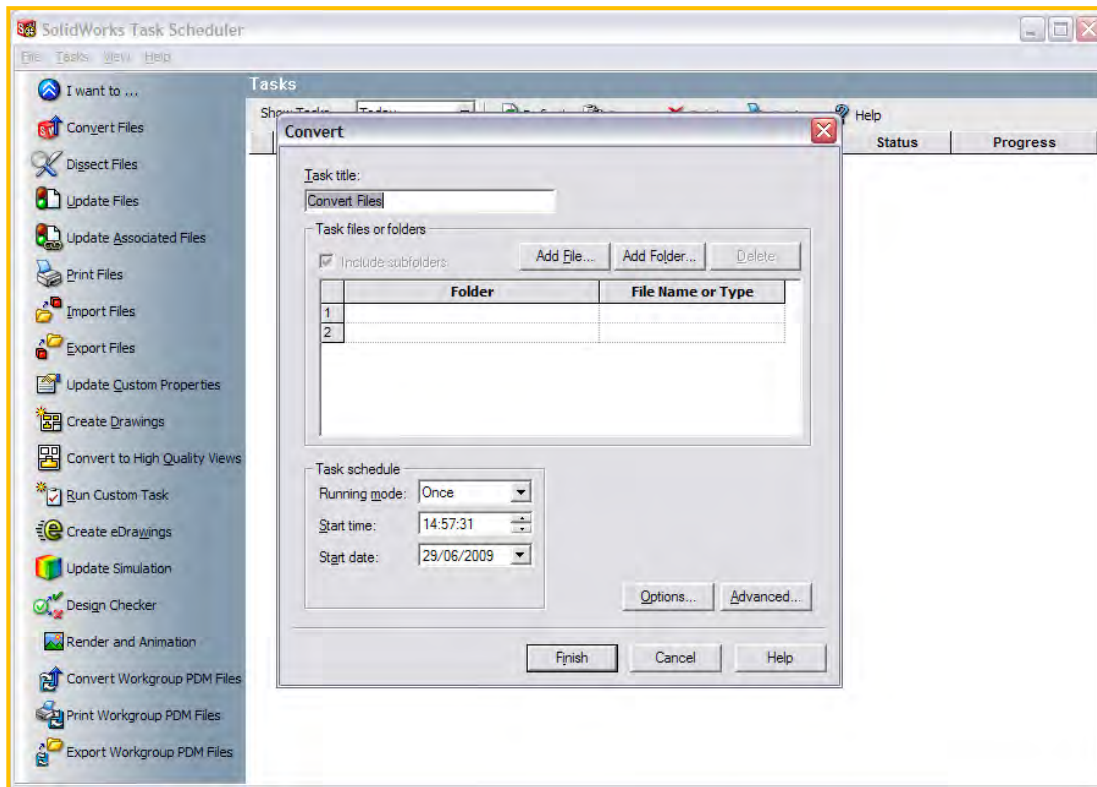 SolidWorks Task Scheduler
File Tasks View Help
I want to ...
Convert Files
Dissect Files
Update Files
Update Associated Files
Print Files
Import Files
Export Files
Update Custom Properties
Create Drawings
Convert to High Quality Views
Run Custom Task
Create eDrawings
Update Simulation
Design Checker
Render and Animation
Convert Workgroup PDM Files
Print Workgroup PDM Files
Export Workgroup PDM Files
Tasks
Help
Status Progress
Convert
Task title:
Convert Files
Task files or folders
Include subfolders Add File... Add Folder... Delete
Folder File Name or Type
1
2
Task schedule
Running mode: Once
Start time: 14:57:31
Start date: 29/06/2009
Options... Advanced...
Finish Cancel Help